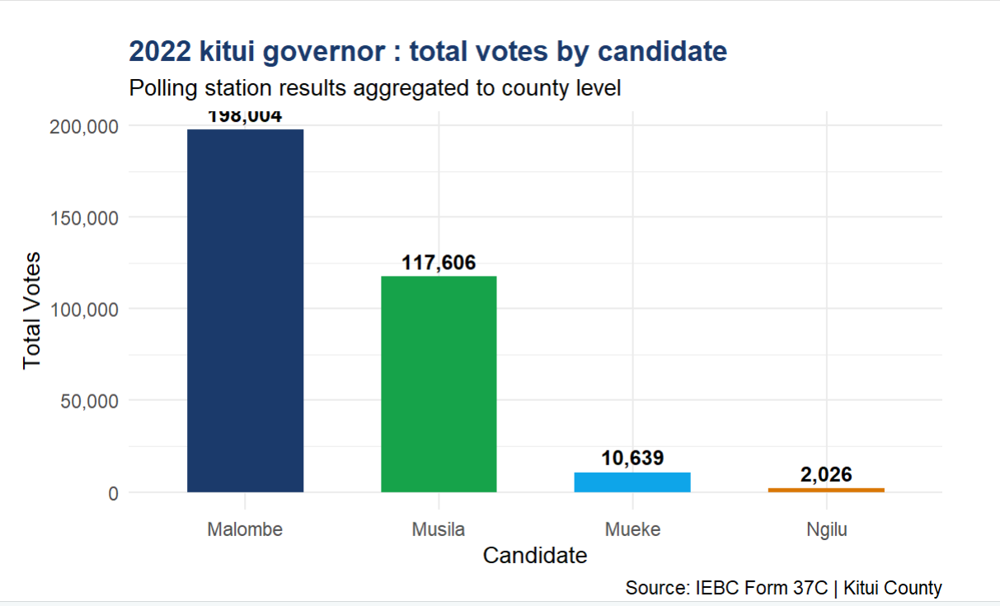 2022 kitui governor : total votes by candidate
Polling station results aggregated to county level
198,004
200,000
150,000
117,606
100,000
50,000
10,639
2,026
0
Total Votes
Malombe Musila Mueke Ngilu
Candidate
Source: IEBC Form 37C | Kitui County